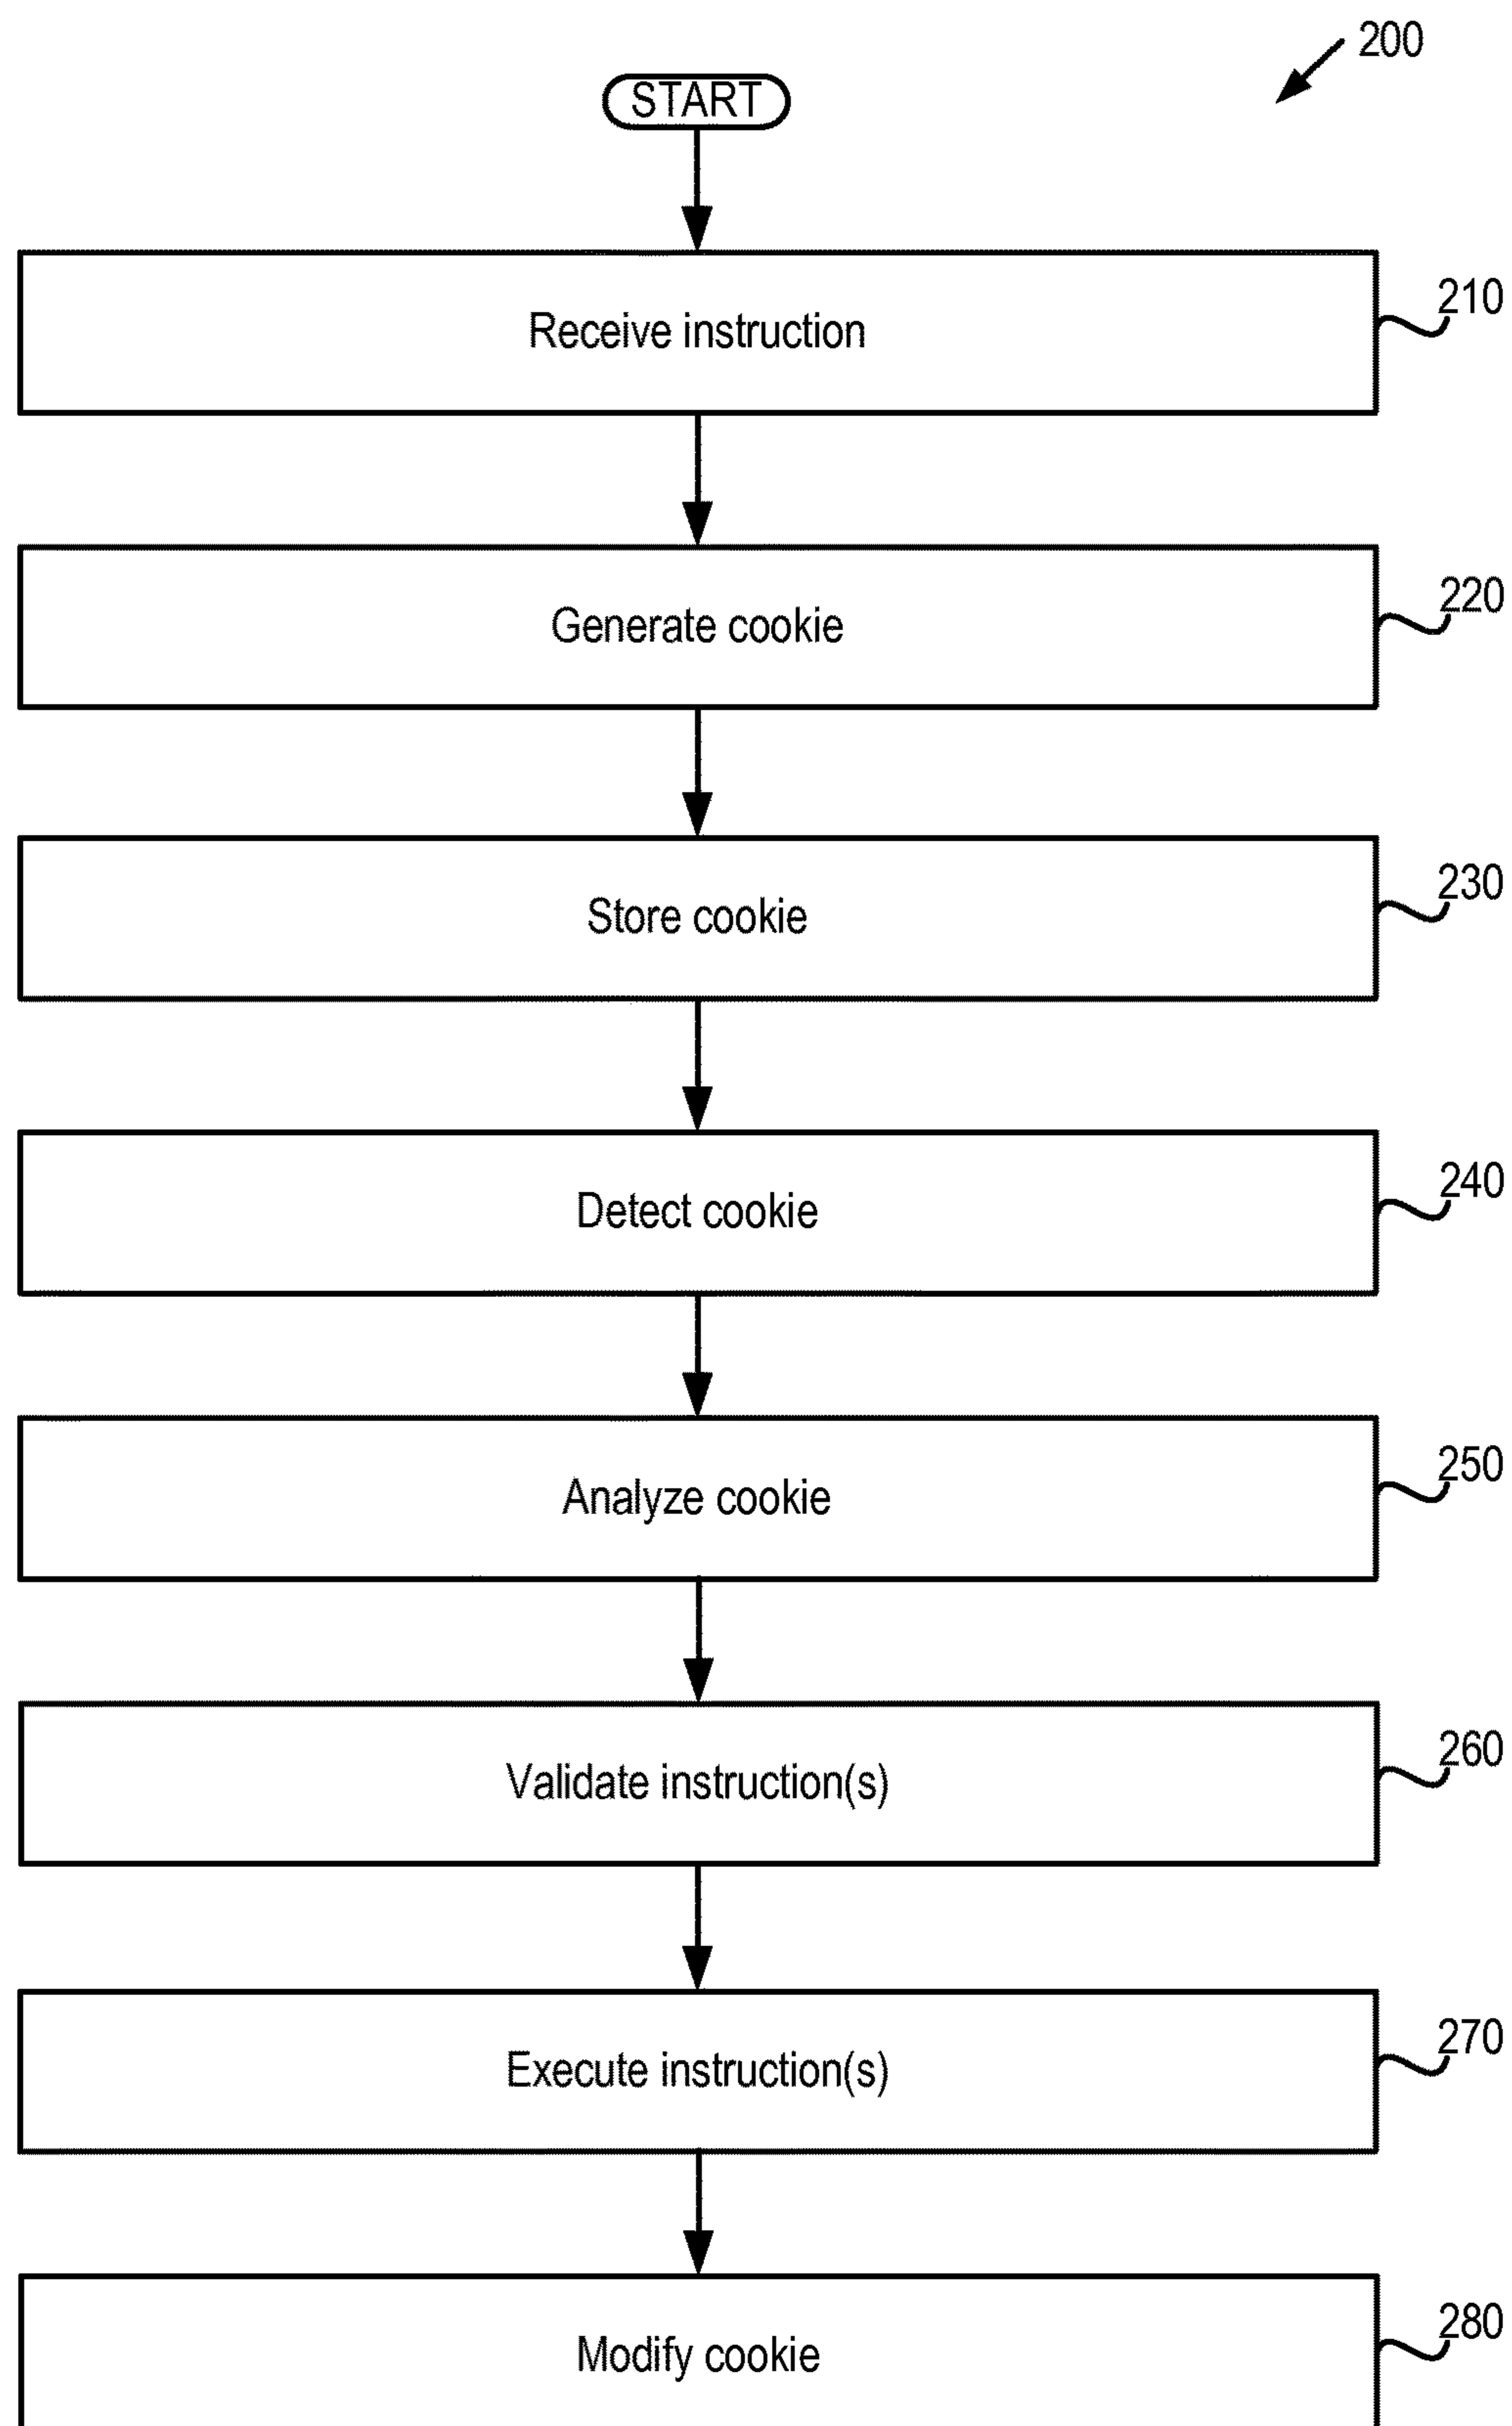 200
START
Receive instruction
210
Generate cookie
220
Store cookie
230
Detect cookie
240
Analyze cookie
250
Validate instruction(s)
260
Execute instruction(s)
270
Modify cookie
280